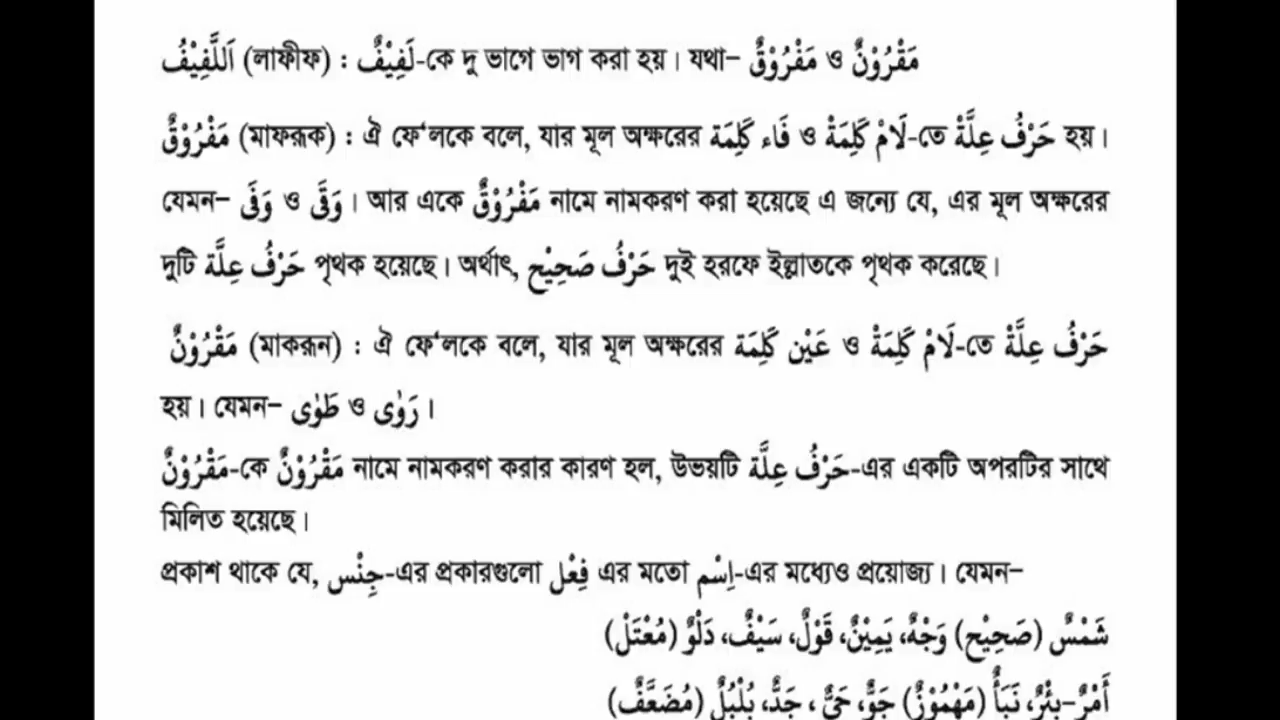 اَللَّفِيْفُ (লাফীফ) : لَفِيْفٌ-কে দু ভাগে ভাগ করা হয়। যথা– مَفْرُوْقٌ ও مَقْرُوْنٌ
مَفْرُوْقٌ (মাফরূক) : ঐ ফে‘লকে বলে, যার মূল অক্ষরের فَاء كَلِمَة ও لَامْ كَلِمَةْ-তে حَرْفُ عِلَّةْ হয়।
যেমন– وَفَى ও وَقَى। আর একে مَفْرُوْقٌ নামে নামকরণ করা হয়েছে এ জন্যে যে, এর মূল অক্ষরের
দুটি حَرْفُ عِلَّة পৃথক হয়েছে। অর্থাৎ, حَرْفُ صَحِيْح দুই হরফে ইল্লাতকে পৃথক করেছে।
مَقْرُوْنٌ (মাকরূন) : ঐ ফে‘লকে বলে, যার মূল অক্ষরের عَيْن كَلِمَة ও لَامْ كَلِمَةْ-তে حَرْفُ عِلَّةْ
হয়। যেমন– طَوٰى ও رَوٰى।
مَقْرُوْنٌ-কে مَقْرُوْنٌ নামে নামকরণ করার কারণ হল, উভয়টি حَرْفُ عِلَّة-এর একটি অপরটির সাথে
মিলিত হয়েছে।
প্রকাশ থাকে যে, جِنْس-এর প্রকারগুলো فِعْل এর মতো اِسْم-এর মধ্যেও প্রয়োজ্য। যেমন–
شَمْسٌ (صَحِيْح) وَجْهٌ، يَمِيْنٌ، قَوْلٌ، سَيْفٌ، دَلْوٌ (مُعْتَلْ)
أَمْرٌ–بِئْرٌ، نَبَأٌ (مَهْمُوْزٌ) جَوٌّ، حَيٌّ ، جَدٌّ، بُلْبُلٌ (مُضَعَّفٌ)